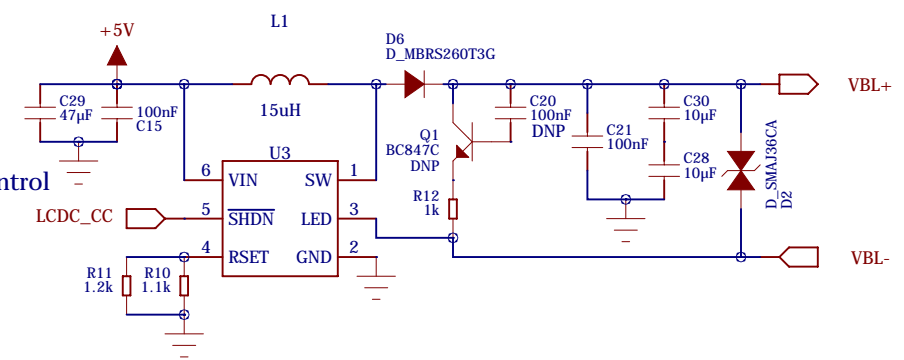 L1
+5V
D6
D_MBRS260T3G
C29
47µF
100nF
C15
15uH
C20
100nF
DNP
C30
10µF
VBL+
Q1
BC847C
DNP
C21
100nF
C28
10µF
D_SMAJ36CA
D2
U3
6
VIN
SW
1
ntrol
R12
1k
LCDC_CC
5
SHDN
LED
3
4
RSET
GND
2
VBL-
R11
1.2k
R10
1.1k